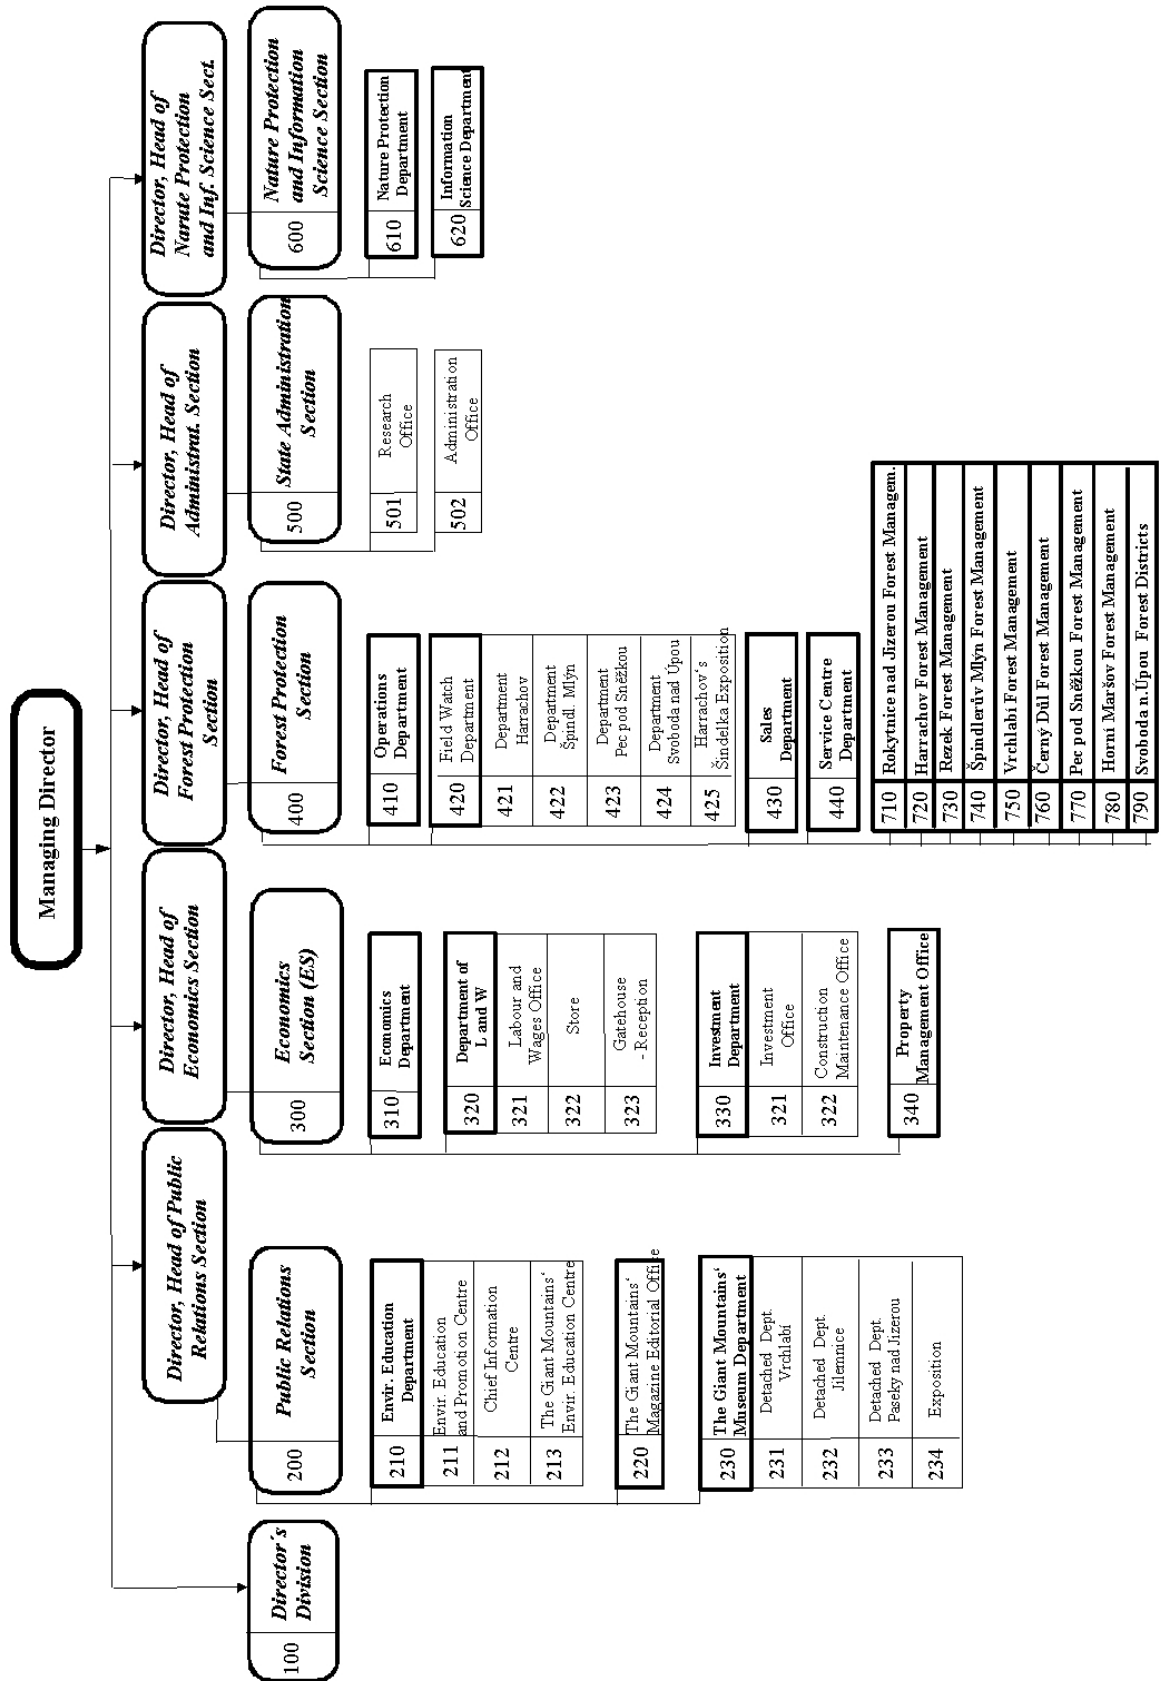 Managing Director
Director, Head of Public
Relations Section
Director, Head of
Economics Section
Director, Head of
Forest Protection
Section
Director, Head of
Administrat. Section
Director, Head of
Narute Protection
and Inf. Science Sect.
100
Director´s
Division
200
Public Relations
Section
210
Envir. Education
Department
211
Envir. Education
and Promotion Centre
212
Chief Information
Centre
213
The Giant Mountains‘
Envir. Education Centre
220
The Giant Mountains‘
Magazine Editorial Office
230
The Giant Mountains‘
Museum Department
231
Detached Dept.
Vrchlabí
232
Detached Dept.
Jilemnice
233
Detached Dept.
Paseky nad Jizerou
234
Exposition
300
Economics
Section (ES)
310
Economics
Department
320
Department of
L and W
321
Labour and
Wages Office
322
Store
323
Gatehouse
- Reception
330
Investment
Department
321
Investment
Office
322
Construction
Maintenance Office
340
Property
Management Office
400
Forest Protection
Section
410
Operations
Department
420
Field Watch
Department
421
Department
Harrachov
422
Department
Špindl. Mlýn
423
Department
Pec pod Sněžkou
424
Department
Svoboda nad Úpou
425
Harrachov‘s
Šindelka Exposition
430
Sales
Department
440
Service Centre
Department
710 Rokytnice nad Jizerou Forest Managem.
720 Harrachov Forest Management
730 Rezek Forest Management
740 Špindlerův Mlýn Forest Management
750 Vrchlabí Forest Management
760 Černý Důl Forest Management
770 Pec pod Sněžkou Forest Management
780 Horní Maršov Forest Management
790 Svoboda n.Úpou Forest Districts
500
State Administration
Section
501
Research
Office
502
Administration
Office
600
Nature Protection
and Information
Science Section
610
Nature Protection
Department
620
Information
Science Department